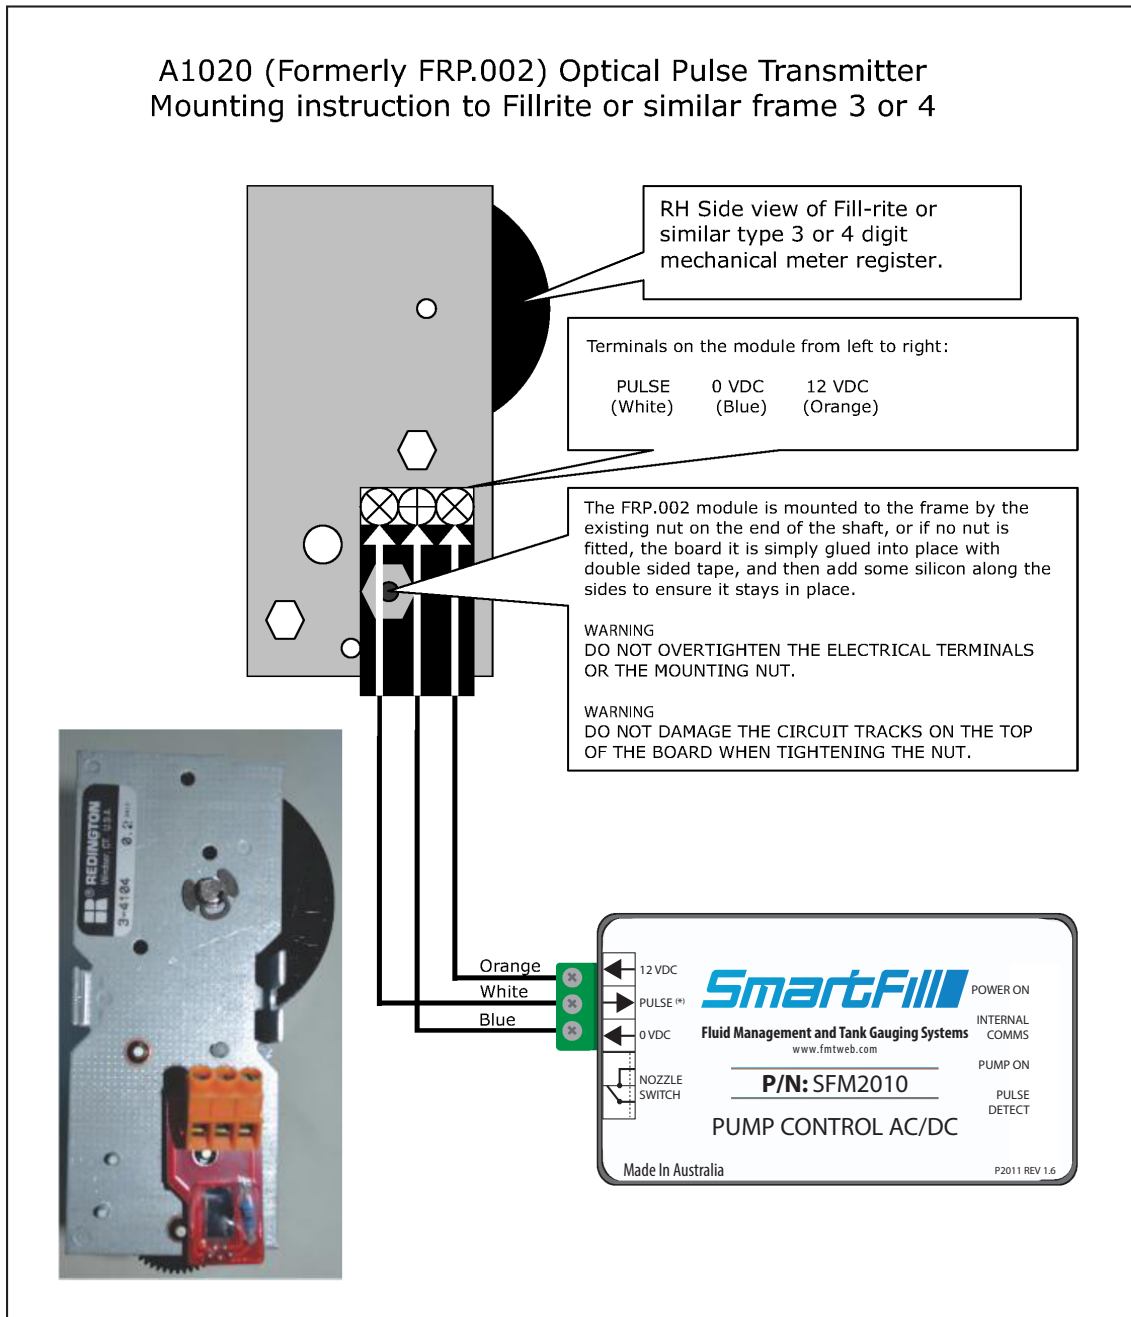 A1020 (Formerly FRP.002) Optical Pulse Transmitter
Mounting instruction to Fillrite or similar frame 3 or 4
RH Side view of Fill-rite or
similar type 3 or 4 digit
mechanical meter register.
Terminals on the module from left to right:
PULSE 0 VDC 12 VDC
(White) (Blue) (Orange)
The FRP.002 module is mounted to the frame by the
existing nut on the end of the shaft, or if no nut is
fitted, the board it is simply glued into place with
double sided tape, and then add some silicon along the
sides to ensure it stays in place.
WARNING
DO NOT OVERTIGHTEN THE ELECTRICAL TERMINALS
OR THE MOUNTING NUT.
WARNING
DO NOT DAMAGE THE CIRCUIT TRACKS ON THE TOP
OF THE BOARD WHEN TIGHTENING THE NUT.
R® REDINGTON
Windsor, CT. U.S.A.
3-4104 0.2
Orange
White
Blue
12 VDC
PULSE (*)
0 VDC
NOZZLE
SWITCH
SmartFill
Fluid Management and Tank Gauging Systems
www.fmtweb.com
P/N: SFM2010
PUMP CONTROL AC/DC
POWER ON
INTERNAL
COMMS
PUMP ON
PULSE
DETECT
Made In Australia
P2011 REV 1.6